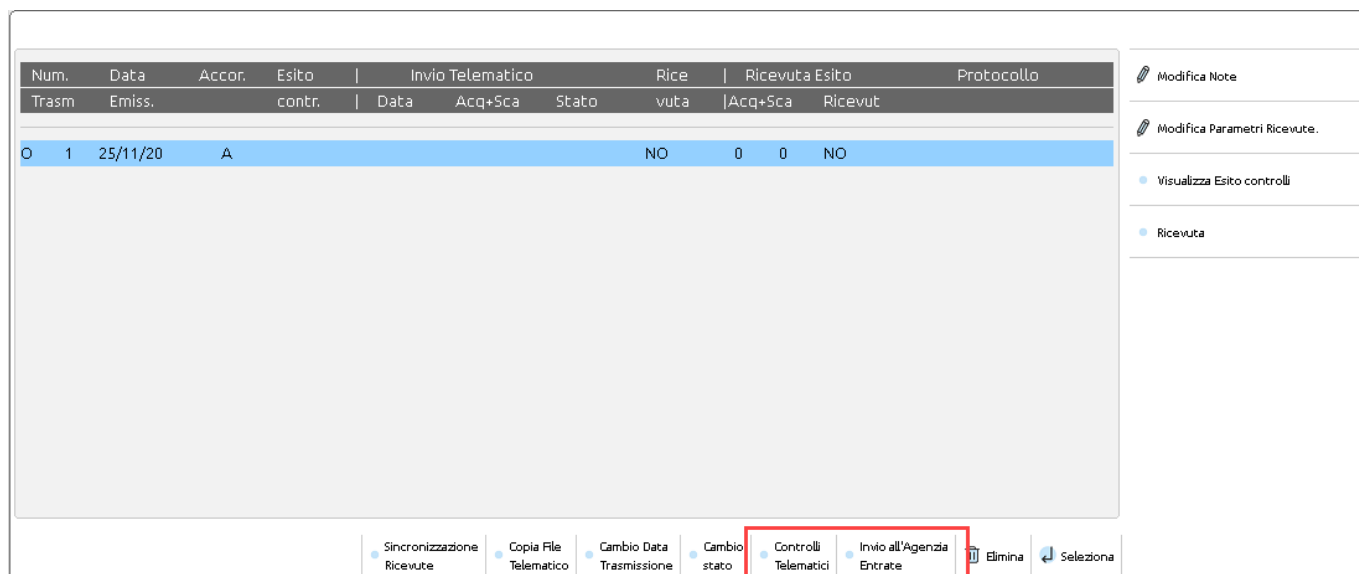 Num. Data Accor. Esito | Invio Telematico Rice | Ricevuta Esito Protocollo
Trasm Emiss. contr. | Data Acq+Sca Stato vuta |Acq+Sca Ricevut
O 1 25/11/20 A NO 0 0 NO
Modifica Note
Modifica Parametri Ricevute.
Visualizza Esito controlli
Ricevuta
Sincronizzazione Ricevute
Copia File Telematico
Cambio Data Trasmissione
Cambio stato
Controlli Telematici
Invio all'Agenzia Entrate
Elimina
Seleziona